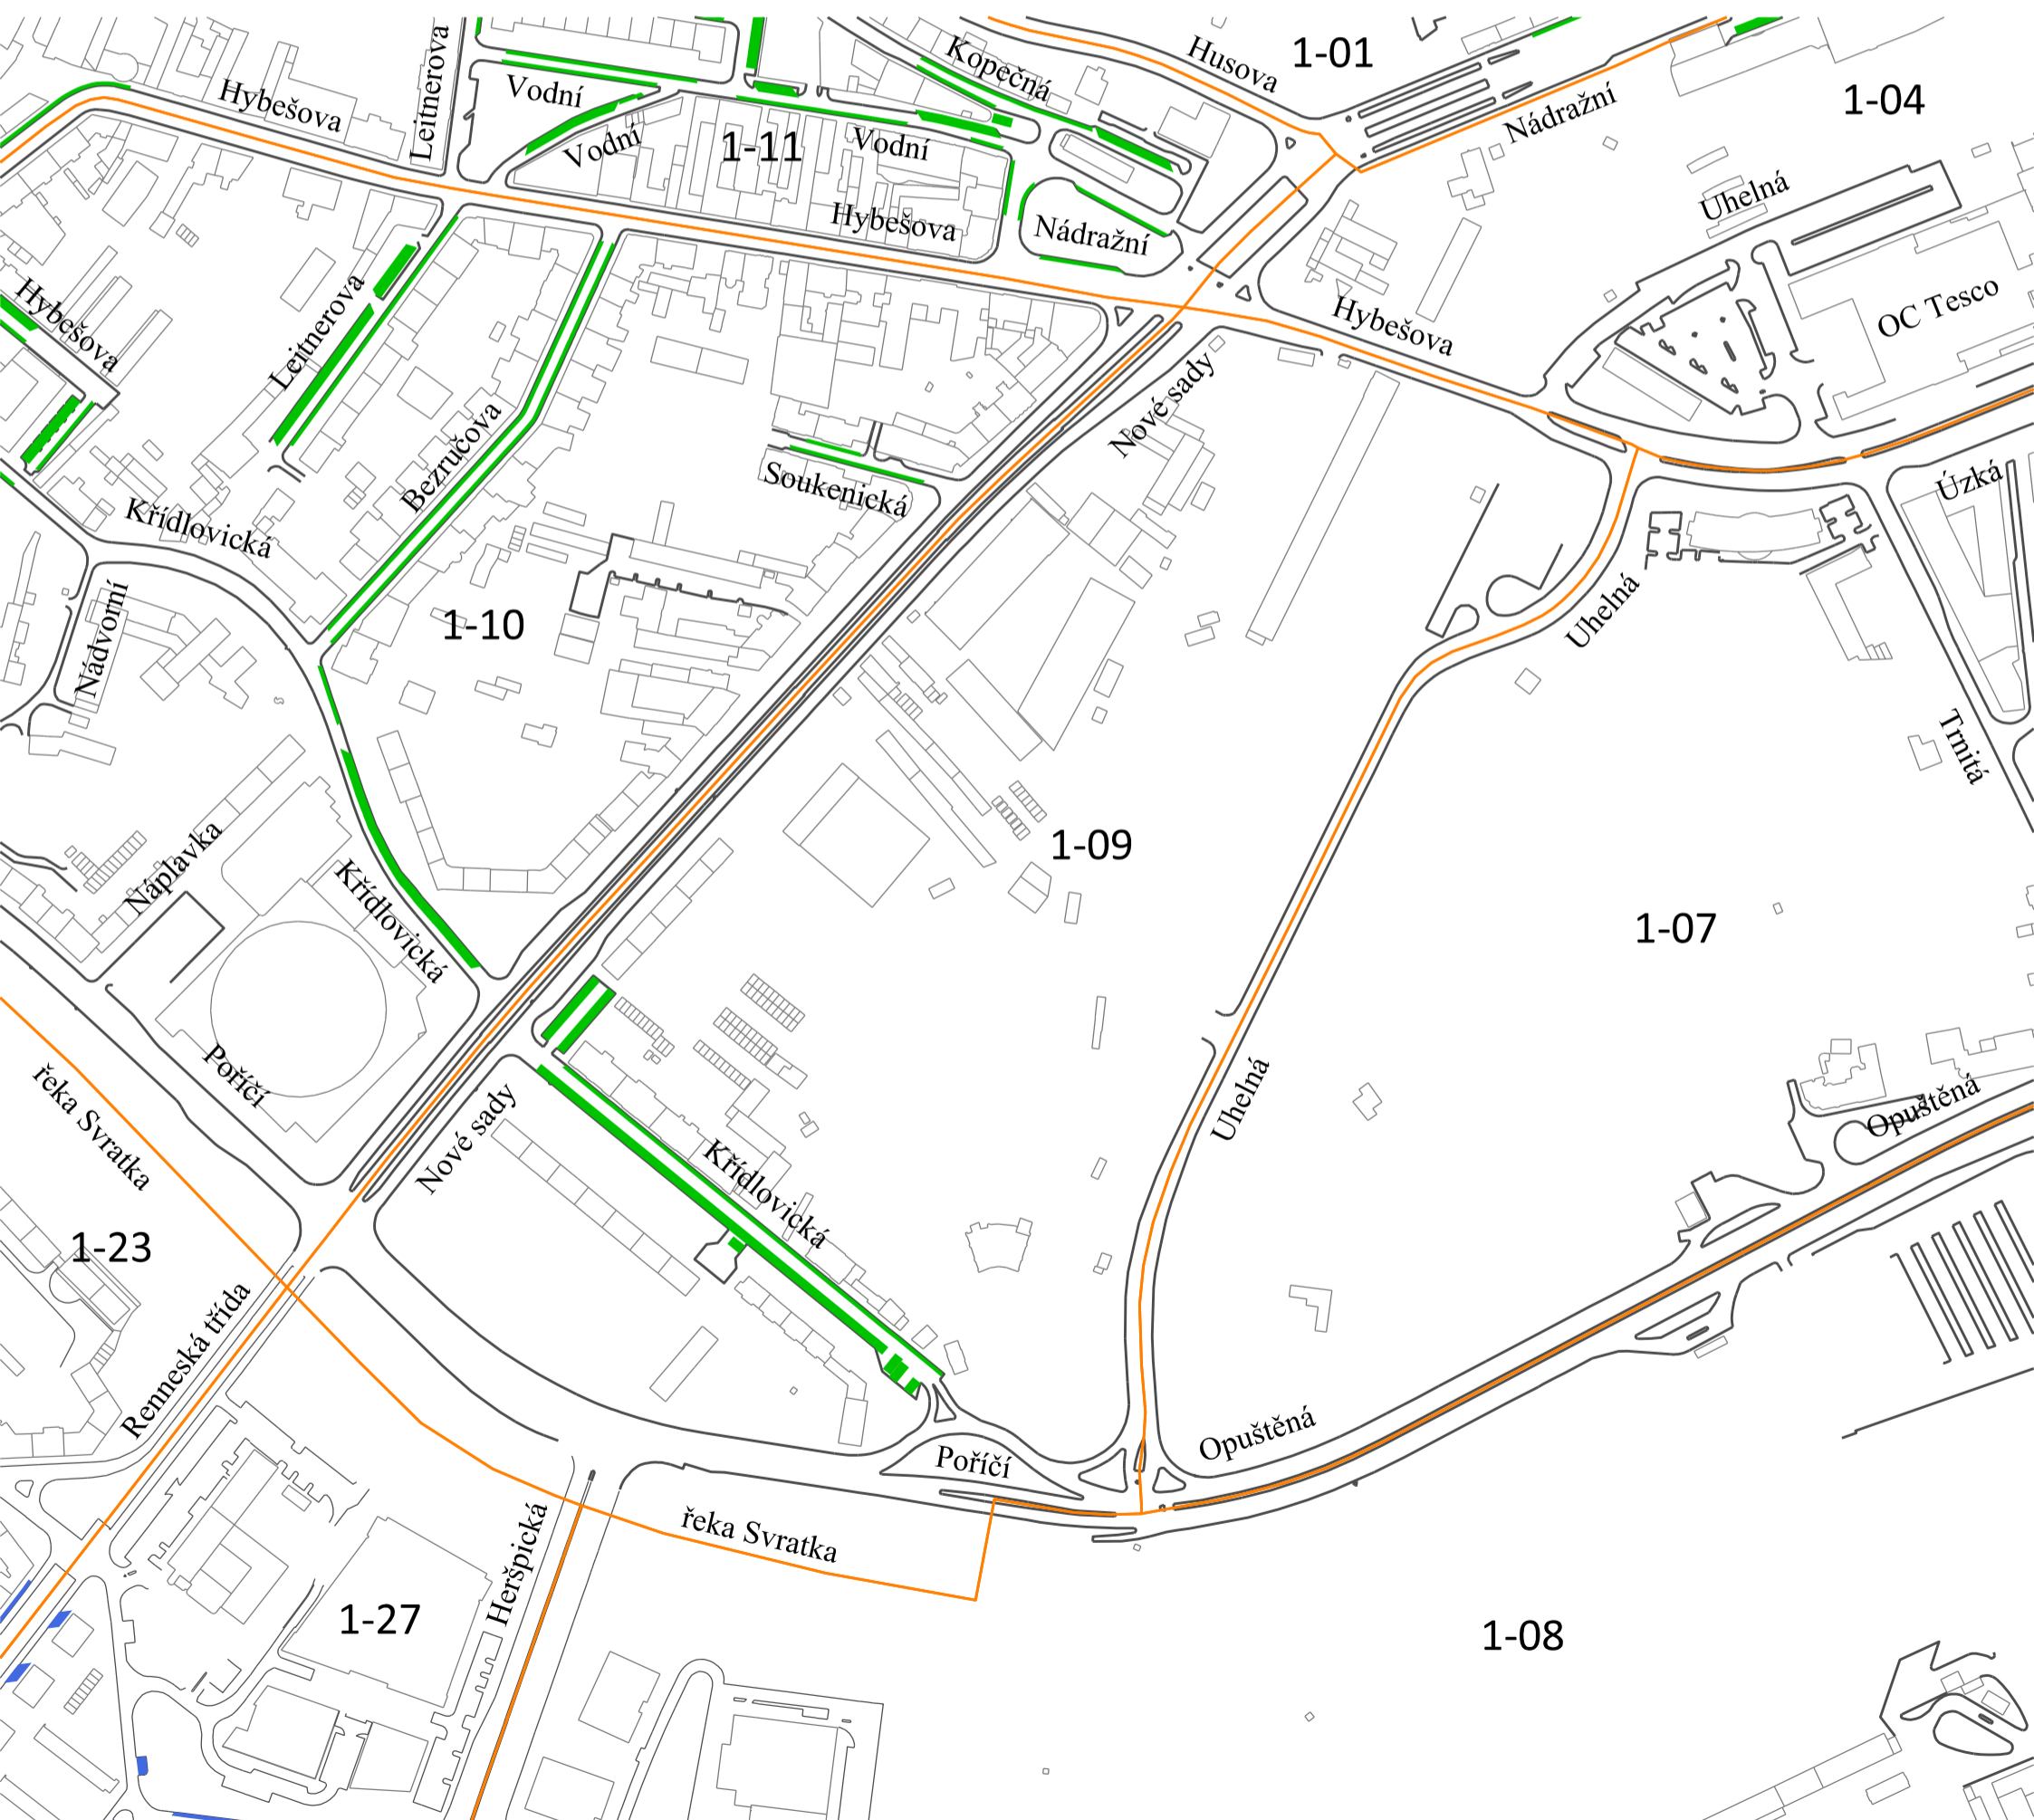 Husova
1-01
Kopečná
Leitnerova
Hybešova
Vodní
Nádražní
1-04
Vodní
1-11
Vodní
Uhelná
Hybešova
Nádražní
Hybešova
Leitnerova
Hybešova
OC Tesco
Nové sady
Bezručova
Soukenická
Úzká
Křídlovická
1-10
Nádvorní
Uhelná
Trnitá
Náplavka
1-09
Křídlovická
1-07
Poříčí
řeka Svratka
Nové sady
Uhelná
Opuštěná
Křídlovická
1-23
Renneská třída
Opuštěná
Poříčí
řeka Svratka
Heršpická
1-27
1-08